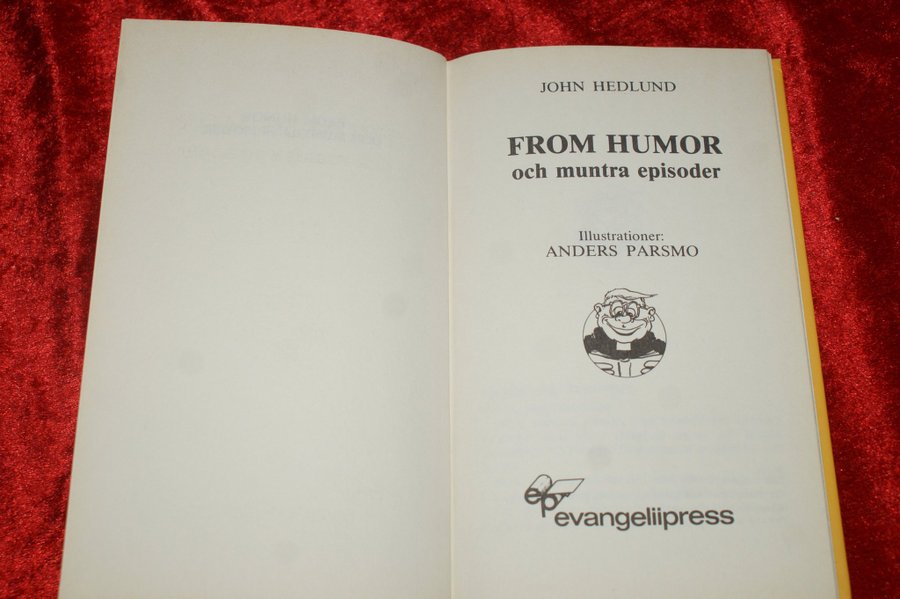 JOHN HEDLUND
FROM HUMOR
och muntra episoder
Illustrationer:
ANDERS PARSMO
ep
evangeliipress